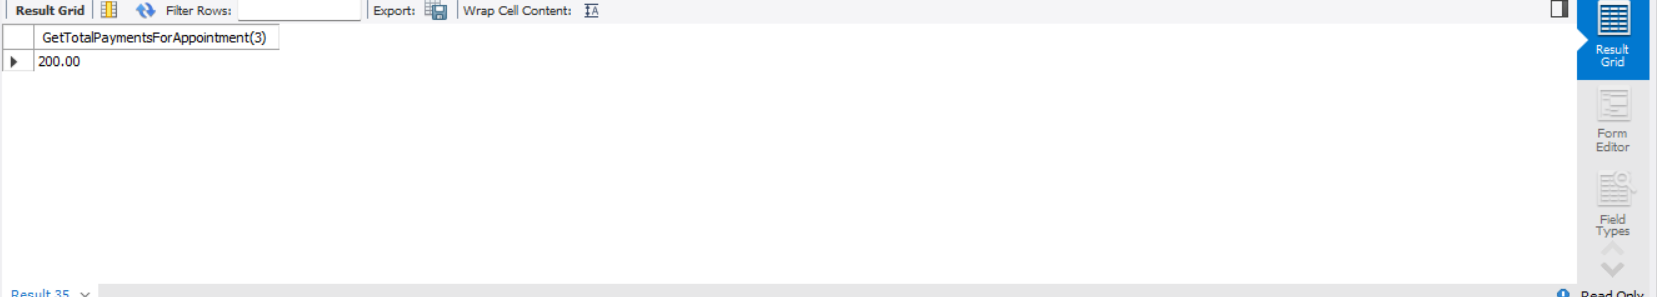 Result Grid Filter Rows: Export: Wrap Cell Content: IA
GetTotalPaymentsForAppointment(3)
200.00
Result
Grid
Form
Editor
Field
Types
Result 35
Read Only